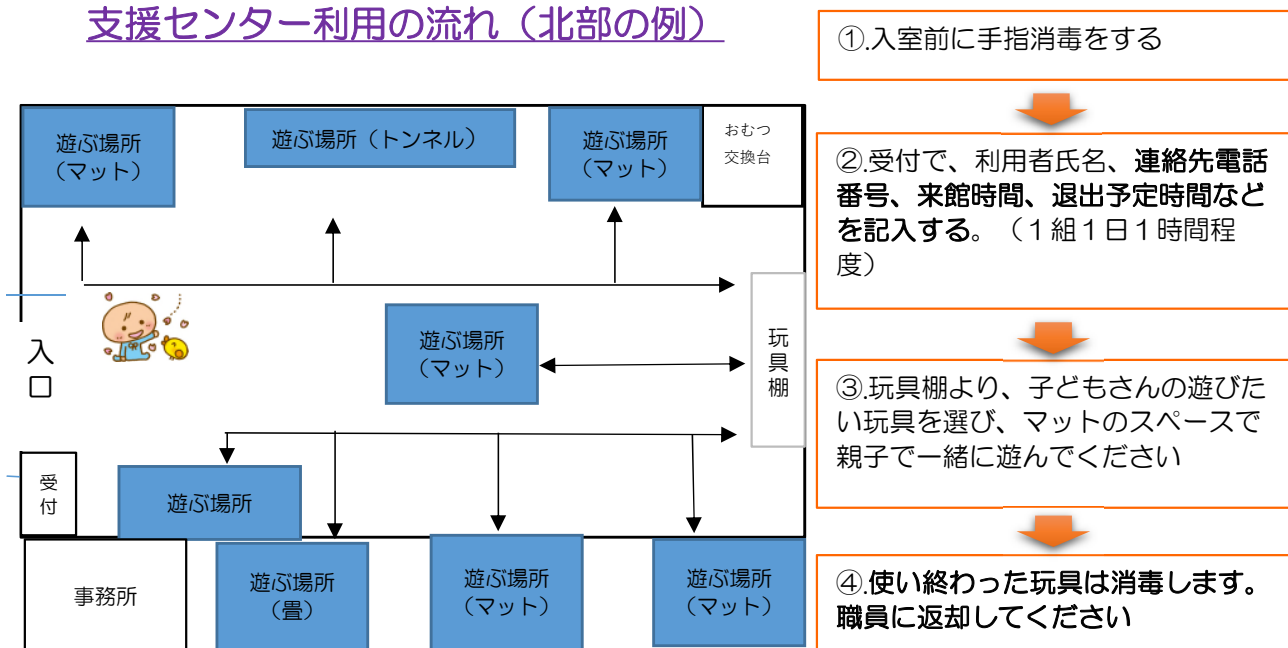 支援センター利用の流れ（北部の例）
遊ぶ場所
（マット）
遊ぶ場所（トンネル）
遊ぶ場所
（マット）
おむつ
交換台
入口
遊ぶ場所
（マット）
玩具棚
受付
遊ぶ場所
事務所
遊ぶ場所
（畳）
遊ぶ場所
（マット）
遊ぶ場所
（マット）
①.入室前に手指消毒をする
②.受付で、利用者氏名、連絡先電話
番号、来館時間、退出予定時間など
を記入する。（１組１日１時間程
度）
③.玩具棚より、子どもさんの遊びた
い玩具を選び、マットのスペースで
親子で一緒に遊んでください
④.使い終わった玩具は消毒します。
職員に返却してください